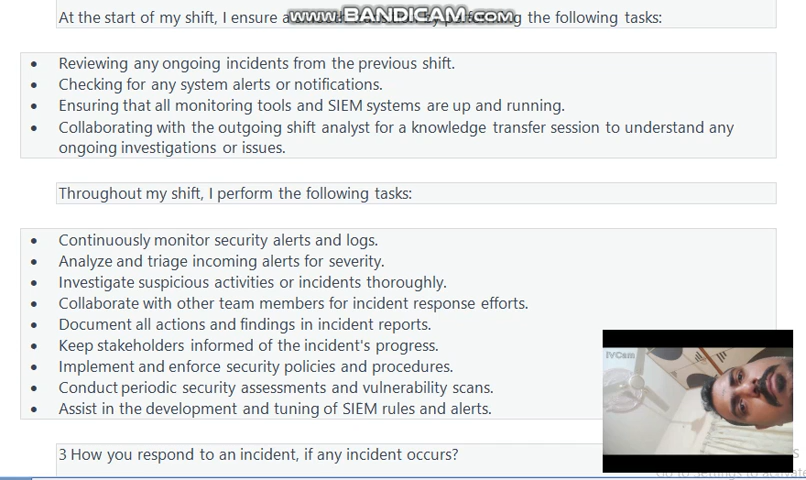 WWW.BANDICAM.COM
At the start of my shift, I ensure a by performing the following tasks:
• Reviewing any ongoing incidents from the previous shift.
• Checking for any system alerts or notifications.
• Ensuring that all monitoring tools and SIEM systems are up and running.
• Collaborating with the outgoing shift analyst for a knowledge transfer session to understand any
ongoing investigations or issues.
Throughout my shift, I perform the following tasks:
• Continuously monitor security alerts and logs.
• Analyze and triage incoming alerts for severity.
• Investigate suspicious activities or incidents thoroughly.
• Collaborate with other team members for incident response efforts.
• Document all actions and findings in incident reports.
• Keep stakeholders informed of the incident's progress.
• Implement and enforce security policies and procedures.
• Conduct periodic security assessments and vulnerability scans.
• Assist in the development and tuning of SIEM rules and alerts.
IVCam
3 How you respond to an incident, if any incident occurs?
Go to Settings to activate